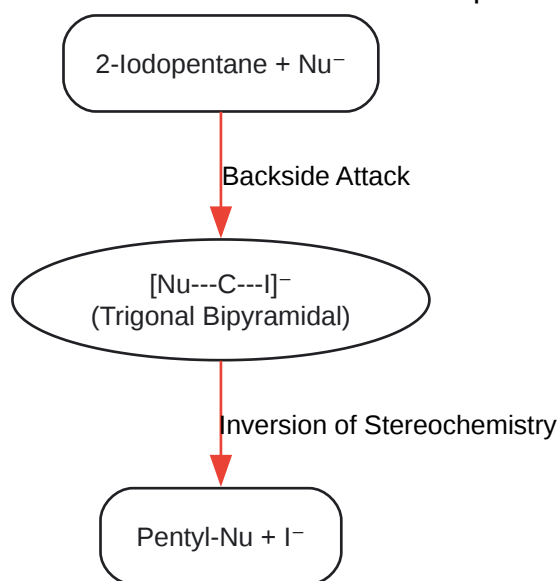 2-Iodopentane + Nu⁻
Backside Attack
[Nu---C---I]⁻
(Trigonal Bipyramidal)
Inversion of Stereochemistry
Pentyl-Nu + I⁻